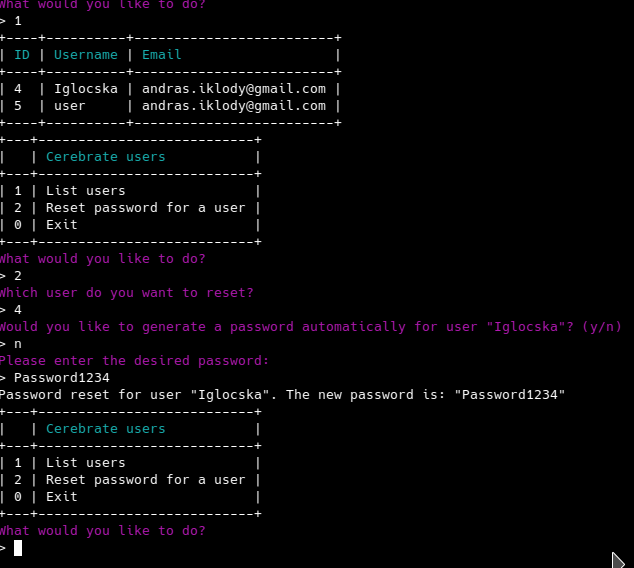 What would you like to do?
> 1
+----+----------+-------------------------+
| ID | Username | Email                   |
+----+----------+-------------------------+
| 4  | Iglocska | andras.iklody@gmail.com |
| 5  | user     | andras.iklody@gmail.com |
+----+----------+-------------------------+
+---+---------------------------+
|   | Cerebrate users           |
+---+---------------------------+
| 1 | List users                |
| 2 | Reset password for a user |
| 0 | Exit                      |
+---+---------------------------+
What would you like to do?
> 2
Which user do you want to reset?
> 4
Would you like to generate a password automatically for user "Iglocska"? (y/n)
> n
Please enter the desired password:
> Password1234
Password reset for user "Iglocska". The new password is: "Password1234"
+---+---------------------------+
|   | Cerebrate users           |
+---+---------------------------+
| 1 | List users                |
| 2 | Reset password for a user |
| 0 | Exit                      |
+---+---------------------------+
What would you like to do?
>